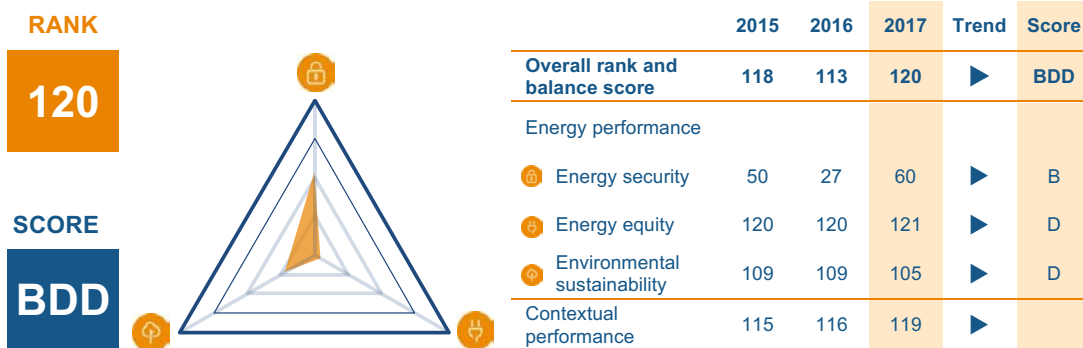 RANK
120
SCORE
BDD
2015 2016 2017 Trend Score
Overall rank and
balance score 118 113 120 BDD
Energy performance
Energy security 50 27 60 B
Energy equity 120 120 121 D
Environmental
sustainability 109 109 105 D
Contextual
performance 115 116 119